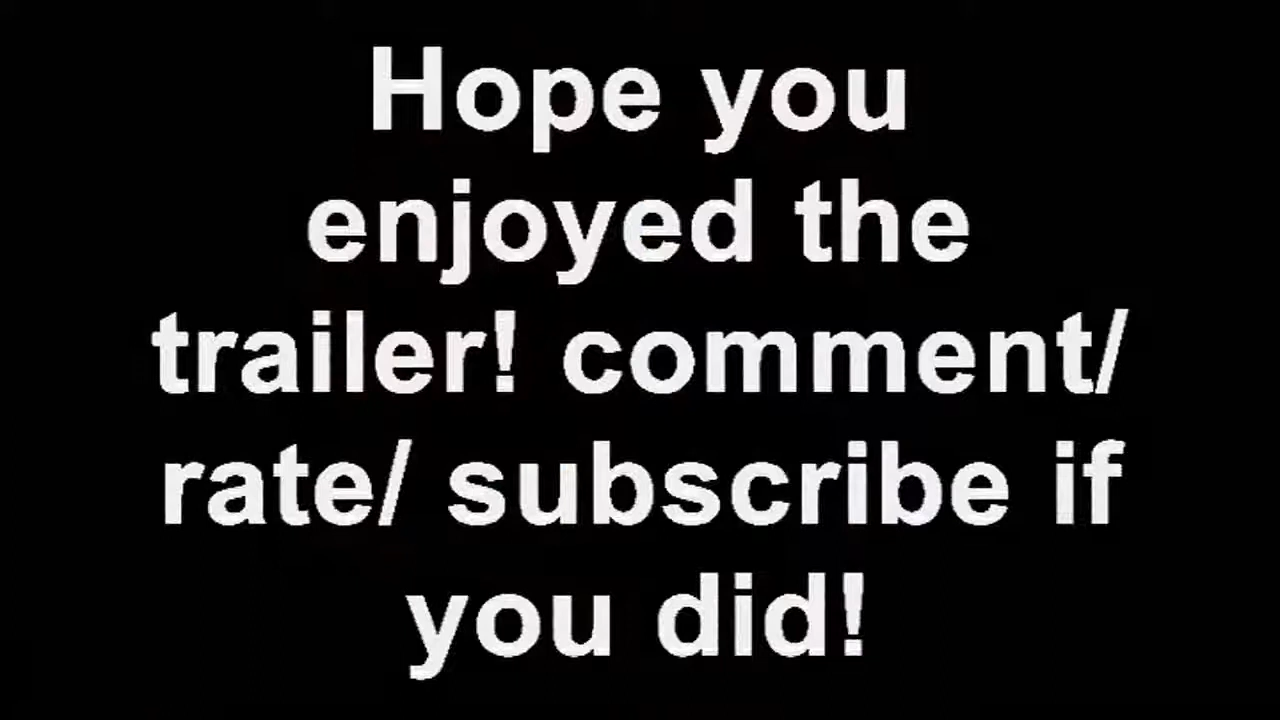 Hope you
enjoyed the
trailer! comment/
rate/ subscribe if
you did!